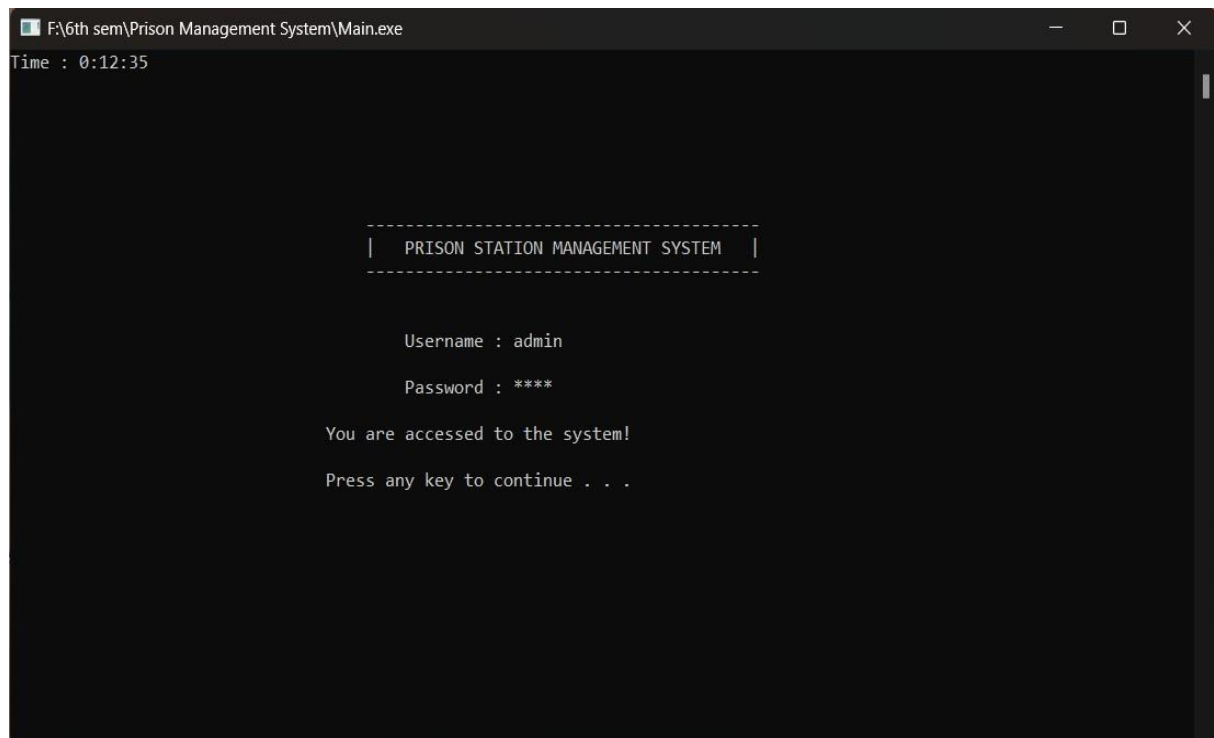 F:\6th sem\Prison Management System\Main.exe
Time : 0:12:35
----------------------------------------
|   PRISON STATION MANAGEMENT SYSTEM   |
----------------------------------------
Username : admin
Password : ****
You are accessed to the system!
Press any key to continue . . .